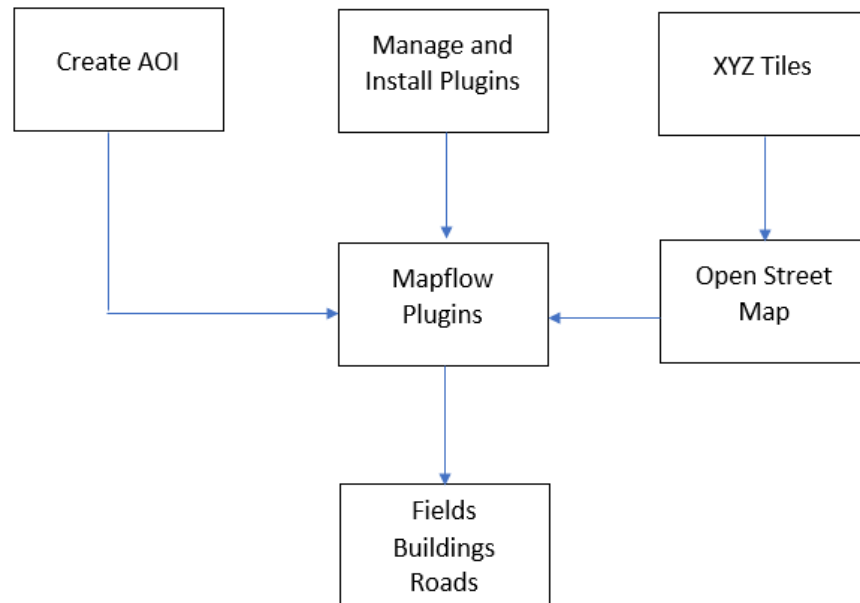 Create AOI
Manage and
Install Plugins
XYZ Tiles
Mapflow
Plugins
Open Street
Map
Fields
Buildings
Roads